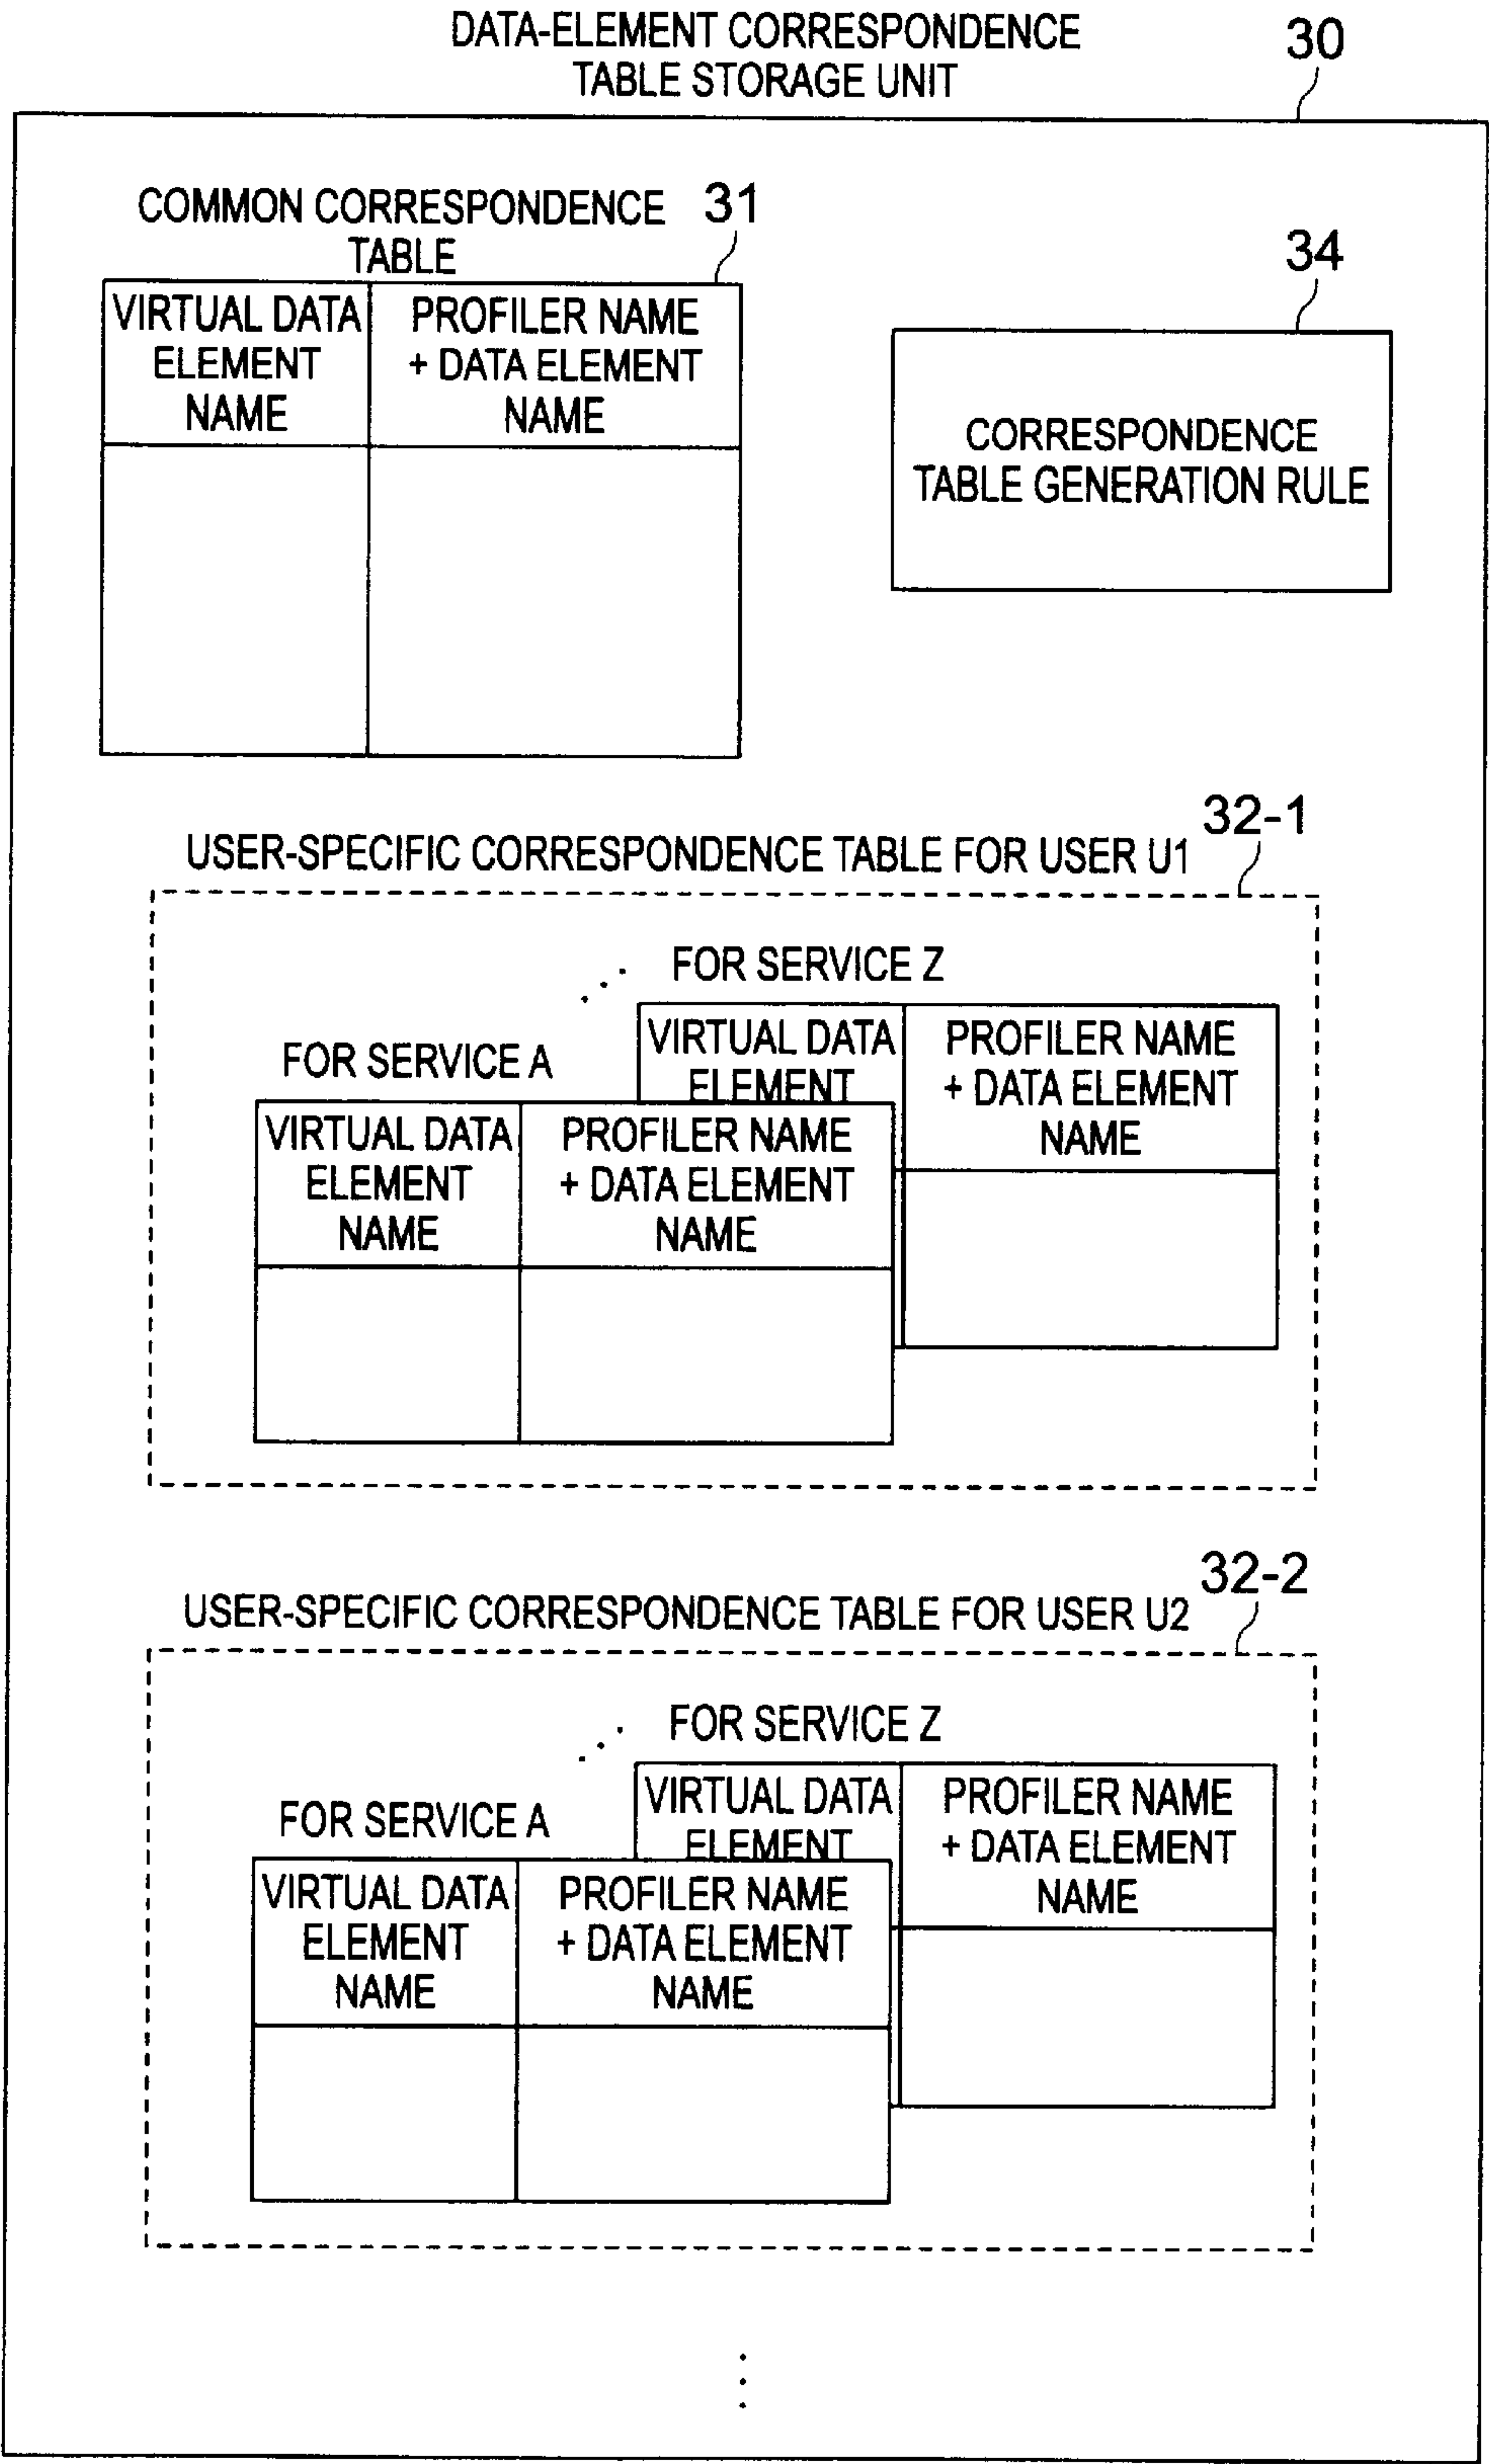 DATA-ELEMENT CORRESPONDENCE
TABLE STORAGE UNIT
30
COMMON CORRESPONDENCE
TABLE
31
VIRTUAL DATA
ELEMENT
NAME
PROFILER NAME
+ DATA ELEMENT
NAME
34
CORRESPONDENCE
TABLE GENERATION RULE
32-1
USER-SPECIFIC CORRESPONDENCE TABLE FOR USER U1
FOR SERVICE Z
VIRTUAL DATA
ELEMENT
PROFILER NAME
+ DATA ELEMENT
NAME
FOR SERVICE A
VIRTUAL DATA
ELEMENT
NAME
PROFILER NAME
+ DATA ELEMENT
NAME
32-2
USER-SPECIFIC CORRESPONDENCE TABLE FOR USER U2
FOR SERVICE Z
VIRTUAL DATA
ELEMENT
PROFILER NAME
+ DATA ELEMENT
NAME
FOR SERVICE A
VIRTUAL DATA
ELEMENT
NAME
PROFILER NAME
+ DATA ELEMENT
NAME